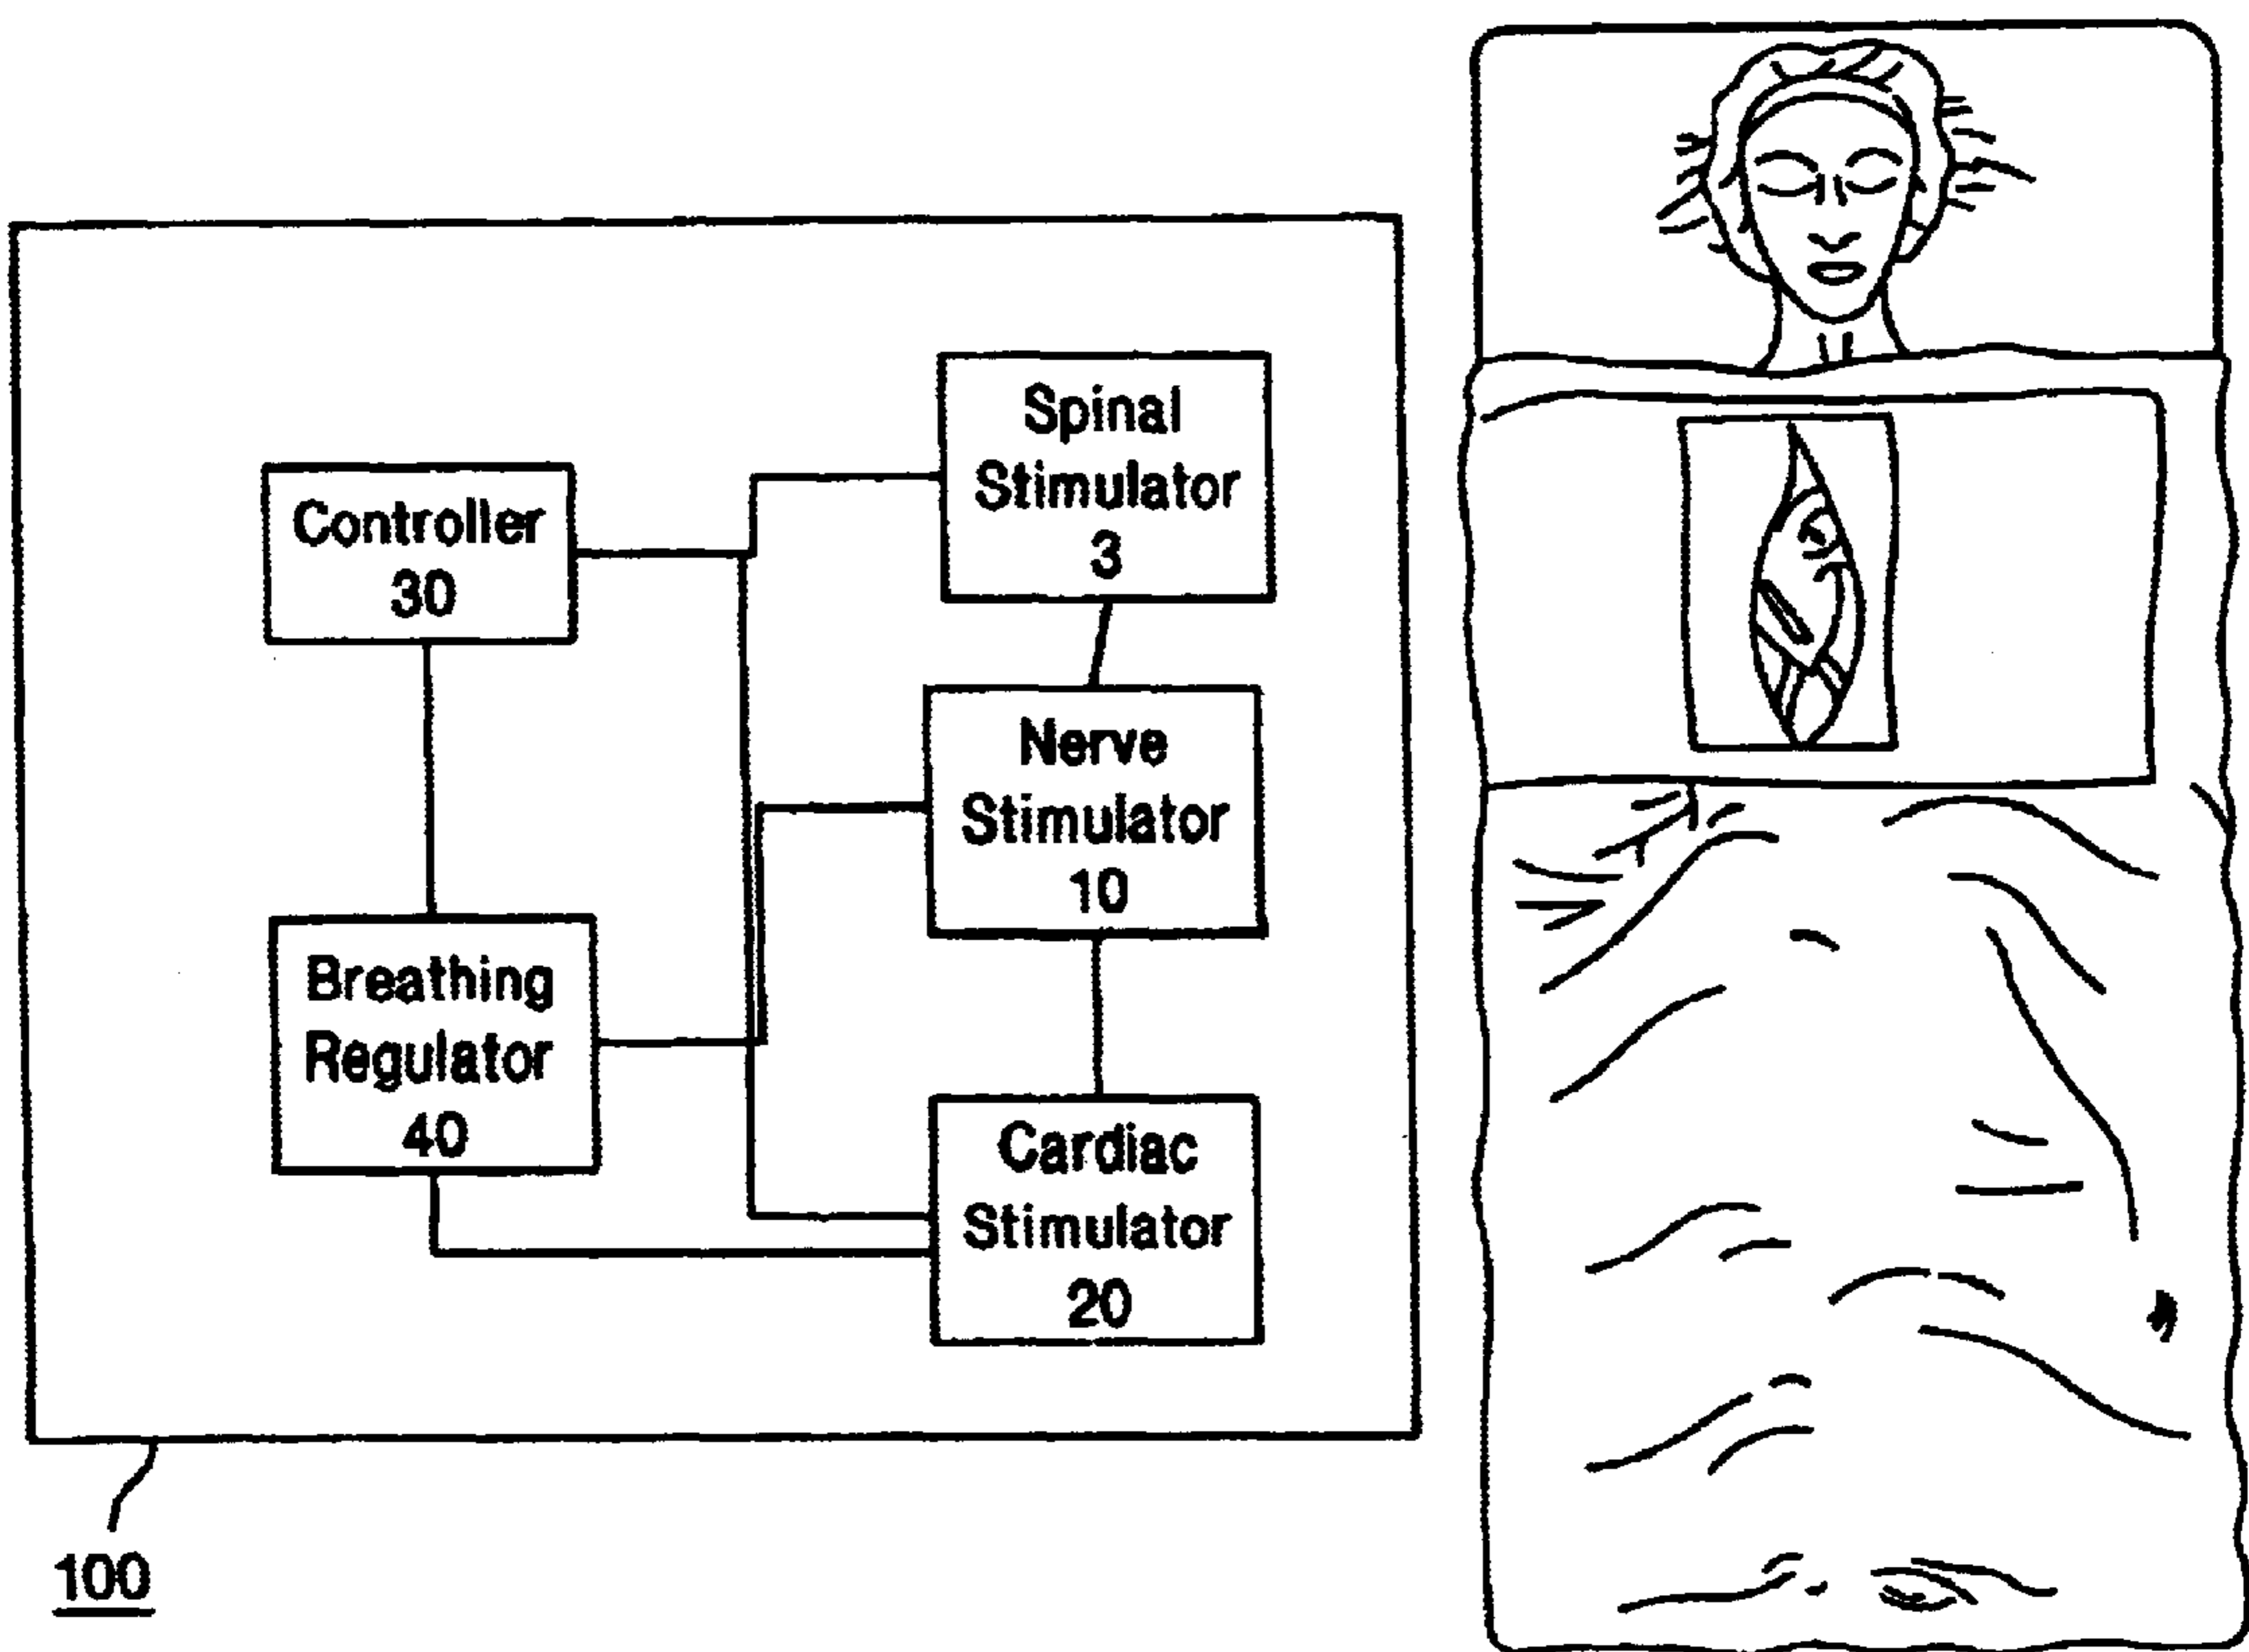 Spinal
Stimulator
3
Controller
30
Nerve
Stimulator
10
Breathing
Regulator
40
Cardiac
Stimulator
20
100